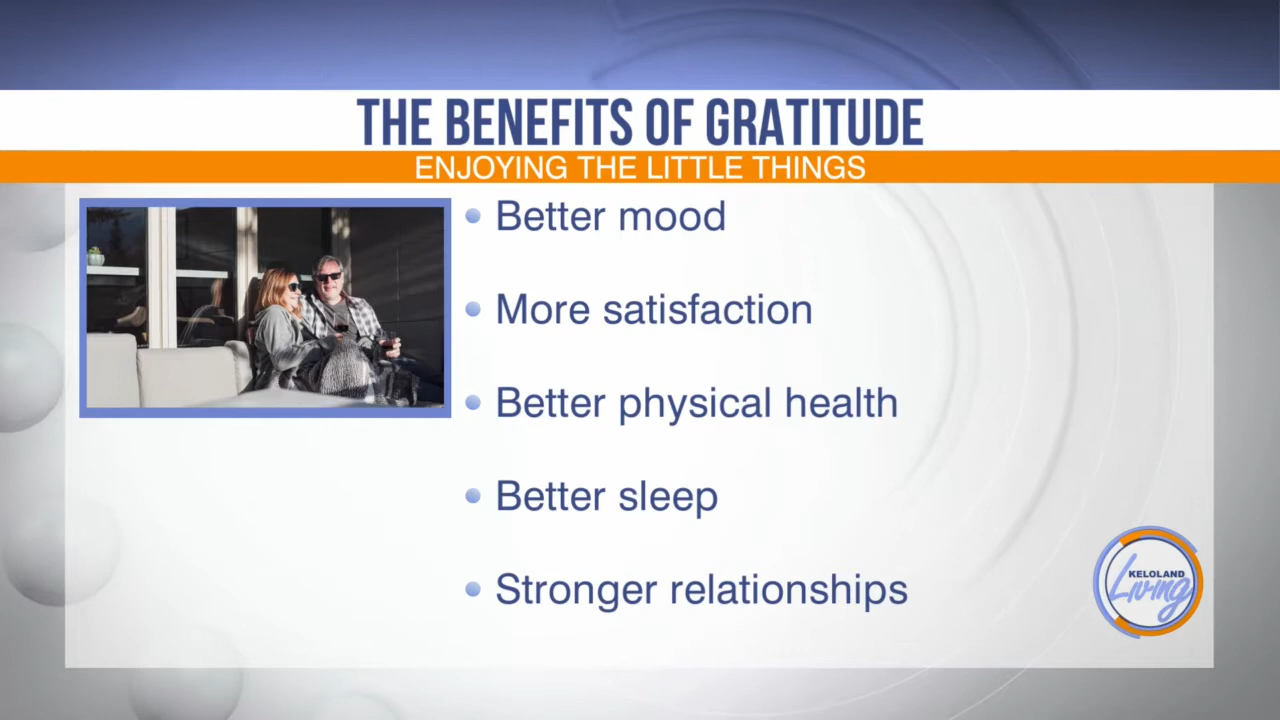 THE BENEFITS OF GRATITUDE
ENJOYING THE LITTLE THINGS
Better mood
More satisfaction
Better physical health
Better sleep
Stronger relationships
KELOLAND
Living